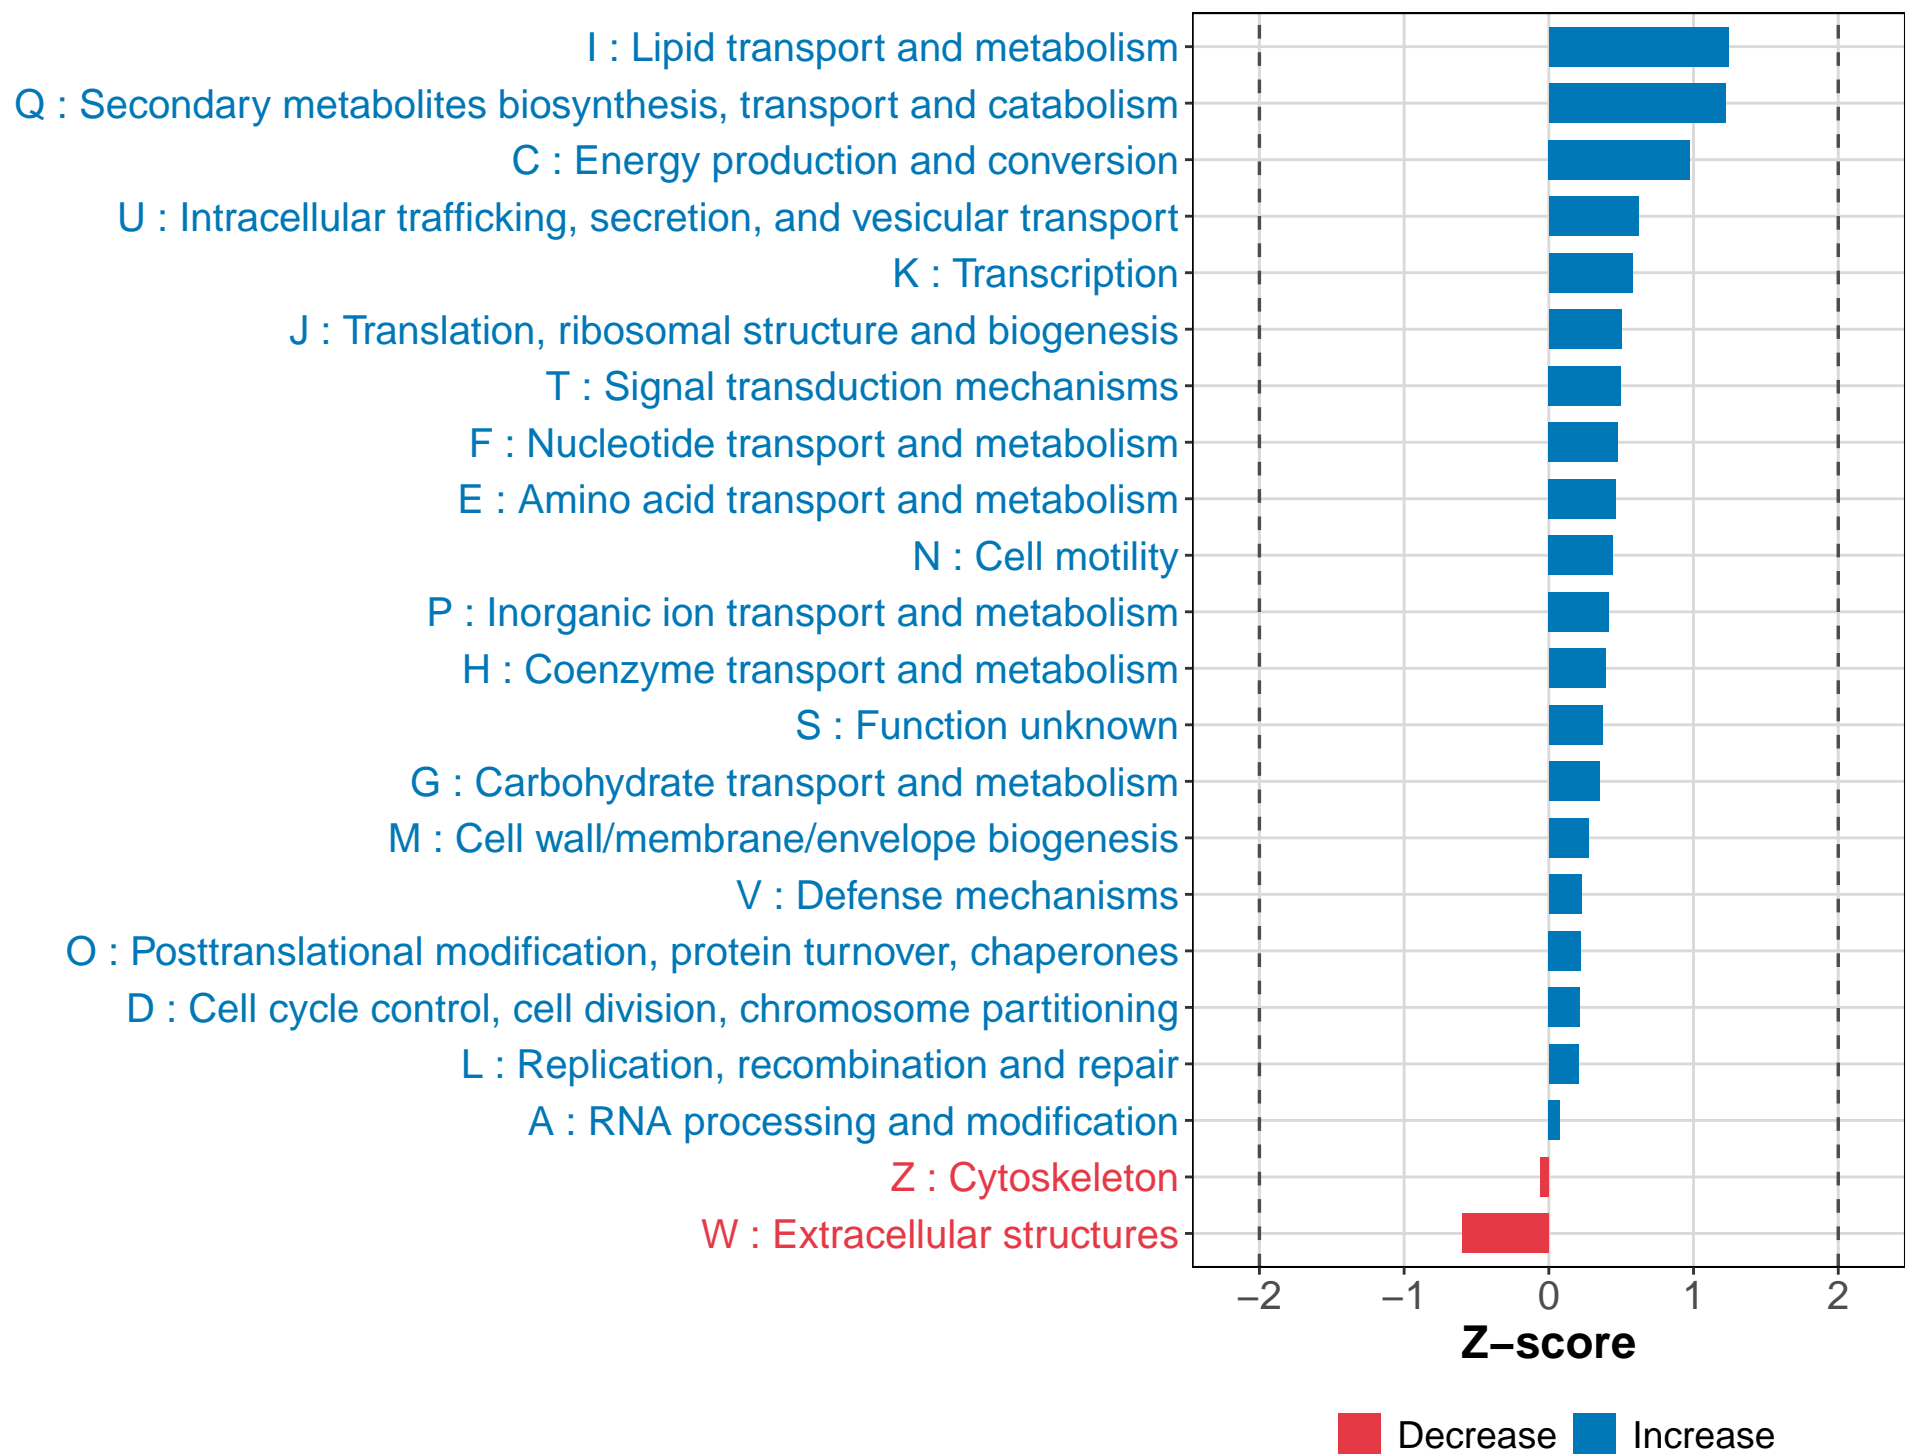 I : Lipid transport and metabolism
Q : Secondary metabolites biosynthesis, transport and catabolism
C : Energy production and conversion
U : Intracellular trafficking, secretion, and vesicular transport
K : Transcription
J : Translation, ribosomal structure and biogenesis
T : Signal transduction mechanisms
F : Nucleotide transport and metabolism
E : Amino acid transport and metabolism
N : Cell motility
P : Inorganic ion transport and metabolism
H : Coenzyme transport and metabolism
S : Function unknown
G : Carbohydrate transport and metabolism
M : Cell wall/membrane/envelope biogenesis
V : Defense mechanisms
O : Posttranslational modification, protein turnover, chaperones
D : Cell cycle control, cell division, chromosome partitioning
L : Replication, recombination and repair
A : RNA processing and modification
Z : Cytoskeleton
W : Extracellular structures
−2 −1 0 1 2
Z−score
Decrease Increase